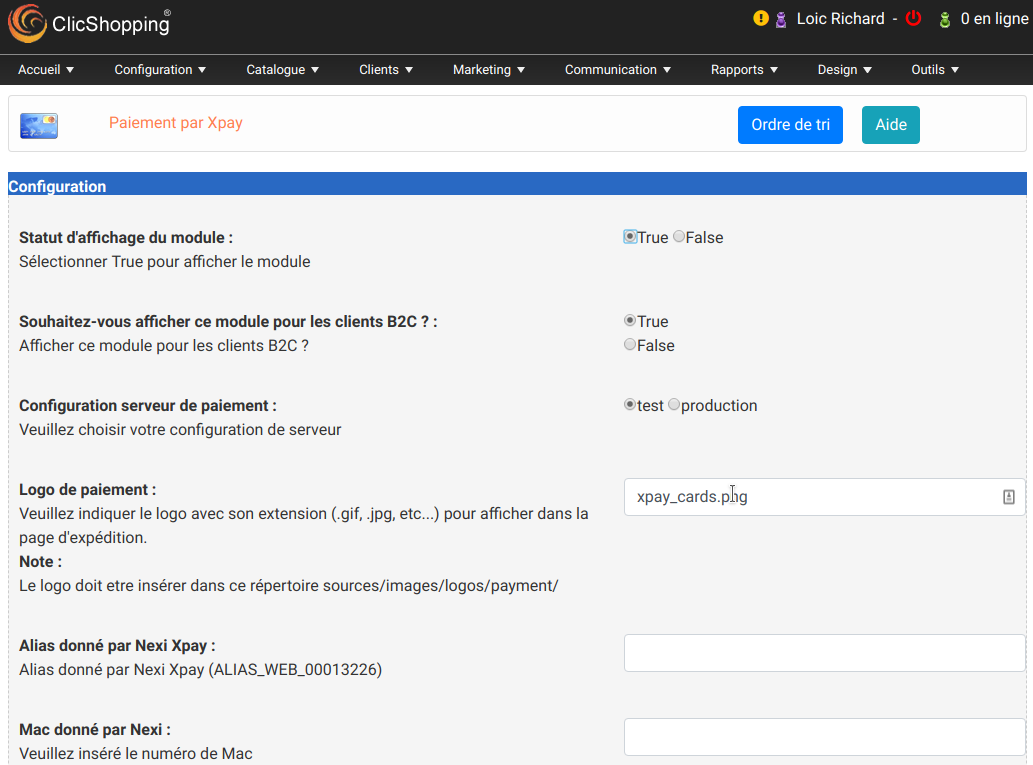 ClicShopping®
Loic Richard - 0 en ligne
Accueil Configuration Catalogue Clients Marketing Communication Rapports Design Outils
Paiement par Xpay Ordre de tri Aide
Configuration
Statut d'affichage du module : True False
Sélectionner True pour afficher le module
Souhaitez-vous afficher ce module pour les clients B2C ? : True
Afficher ce module pour les clients B2C ? False
Configuration serveur de paiement : test production
Veuillez choisir votre configuration de serveur
Logo de paiement : xpay_cards.png
Veuillez indiquer le logo avec son extension (.gif, .jpg, etc...) pour afficher dans la
page d'expédition.
Note :
Le logo doit etre insérer dans ce répertoire sources/images/logos/payment/
Alias donné par Nexi Xpay :
Alias donné par Nexi Xpay (ALIAS_WEB_00013226)
Mac donné par Nexi :
Veuillez inséré le numéro de Mac